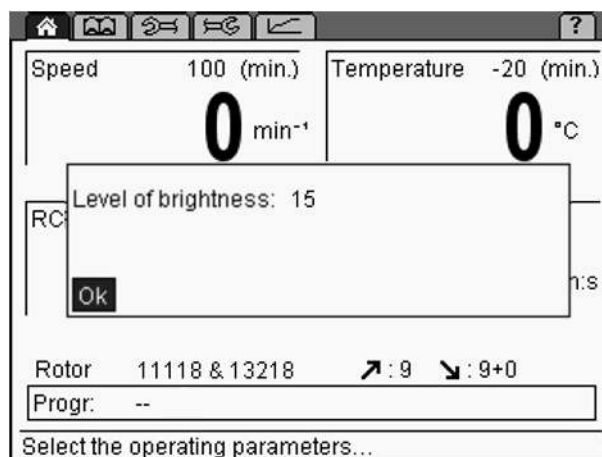 ?
Speed 100 (min.) Temperature -20 (min.)
0 min⁻¹ 0 °C
Level of brightness: 15
RC
:s
Ok
Rotor 11118 & 13218 ↗: 9 ↘: 9+0
Progr: --
Select the operating parameters...